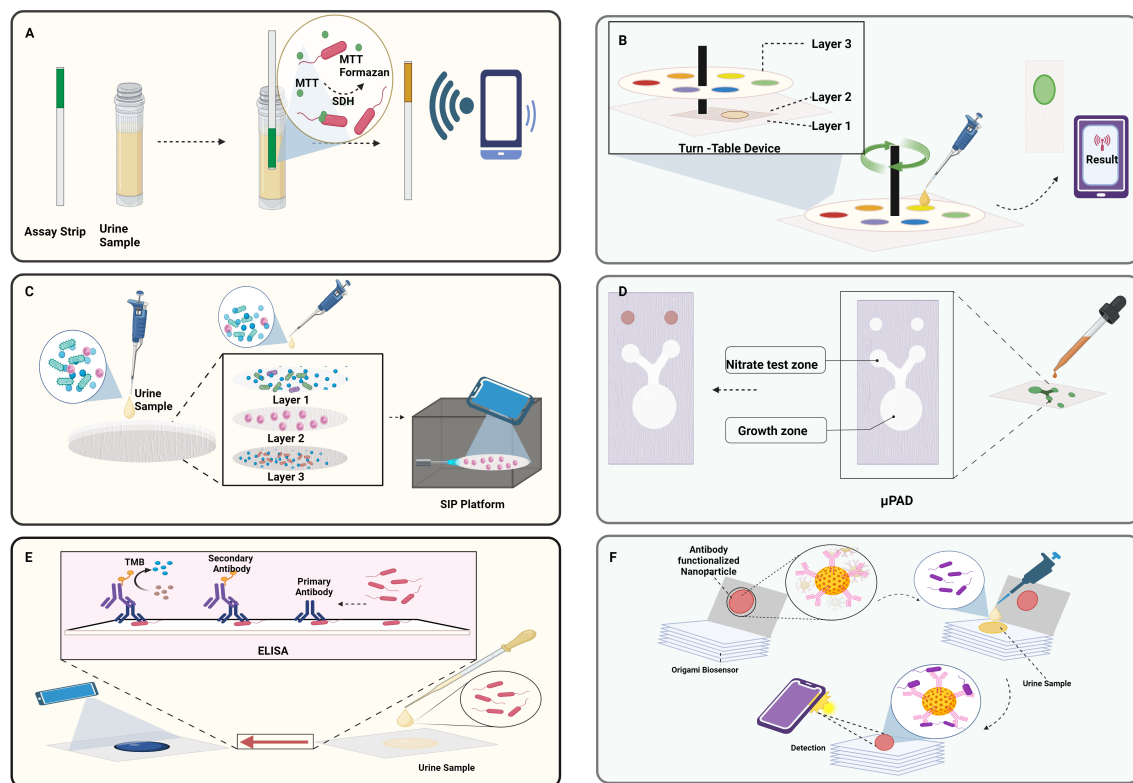 A
MTT
Formazan
MTT
SDH
Assay Strip
Urine
Sample
B
Layer 3
Layer 2
Layer 1
Turn -Table Device
Result
C
Urine
Sample
Layer 1
Layer 2
Layer 3
SIP Platform
D
Nitrate test zone
Growth zone
µPAD
E
TMB
Secondary
Antibody
Primary
Antibody
ELISA
Urine Sample
F
Antibody
functionalized
Nanoparticle
Origami Biosensor
Urine Sample
Detection